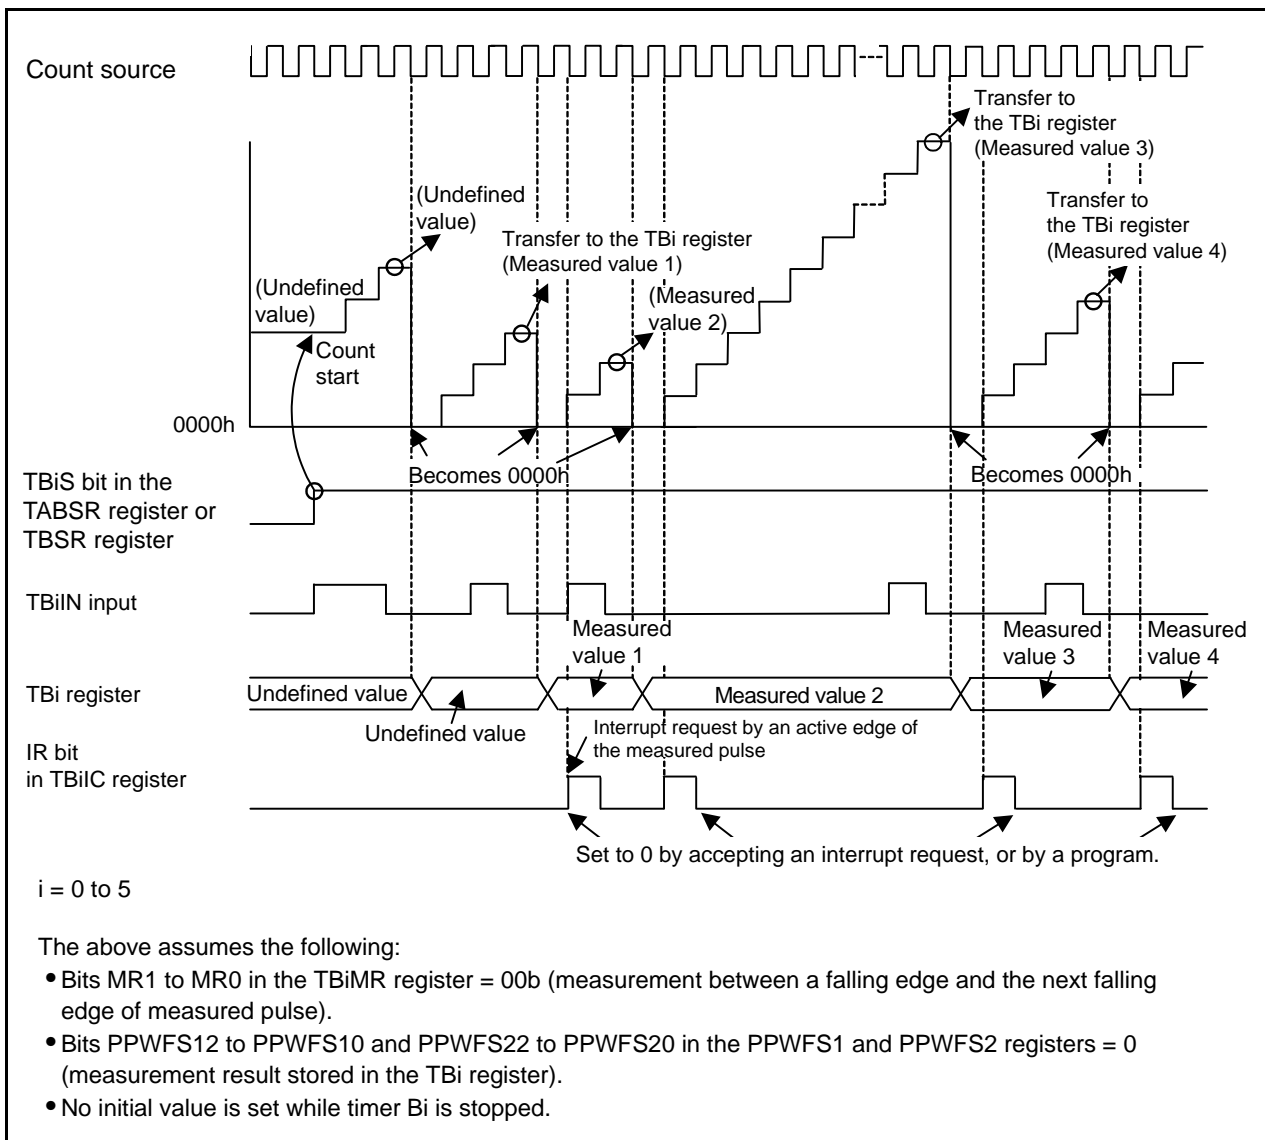 Count source
Transfer to
the TBi register
(Measured value 3)
(Undefined
value)
Transfer to
the TBi register
(Measured value 4)
Transfer to the TBi register
(Measured value 1)
(Undefined
value)
(Measured
value 2)
Count
start
0000h
Becomes 0000h
Becomes 0000h
TBiS bit in the
TABSR register or
TBSR register
TBiIN input
Measured
value 1
Measured
value 3
Measured
value 4
TBi register
Undefined value
Measured value 2
Undefined value
Interrupt request by an active edge of
the measured pulse
IR bit
in TBiIC register
Set to 0 by accepting an interrupt request, or by a program.
i = 0 to 5
The above assumes the following:
• Bits MR1 to MR0 in the TBiMR register = 00b (measurement between a falling edge and the next falling
edge of measured pulse).
• Bits PPWFS12 to PPWFS10 and PPWFS22 to PPWFS20 in the PPWFS1 and PPWFS2 registers = 0
(measurement result stored in the TBi register).
• No initial value is set while timer Bi is stopped.